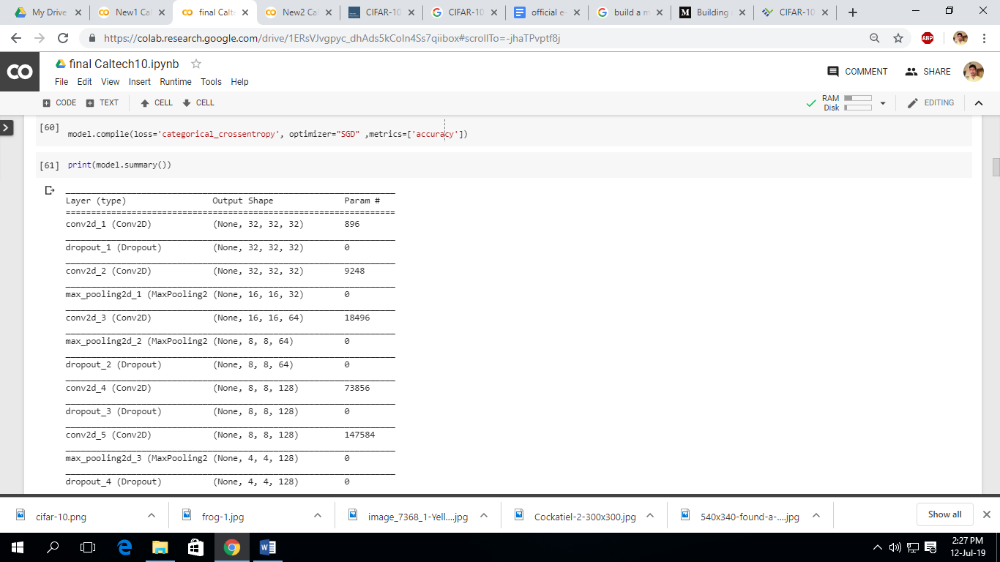 My Drive
New1 Cal
final Calte
New2 Cal
CIFAR-10
CIFAR-10
official e-
build a m
Building
CIFAR-10
https://colab.research.google.com/drive/1ERsVJvgpyc_dhAds5kColn4Ss7qiibox#scrollTo=-jhaTPvptf8j
ABP
CO
final Caltech10.ipynb
COMMENT
SHARE
File Edit View Insert Runtime Tools Help
CODE TEXT CELL CELL
RAM
Disk
EDITING
[60]
model.compile(loss='categorical_crossentropy', optimizer="SGD" ,metrics=['accuracy'])
[61] print(model.summary())
_________________________________________________________________
Layer (type) Output Shape Param #
=================================================================
conv2d_1 (Conv2D) (None, 32, 32, 32) 896
_________________________________________________________________
dropout_1 (Dropout) (None, 32, 32, 32) 0
_________________________________________________________________
conv2d_2 (Conv2D) (None, 32, 32, 32) 9248
_________________________________________________________________
max_pooling2d_1 (MaxPooling2 (None, 16, 16, 32) 0
_________________________________________________________________
conv2d_3 (Conv2D) (None, 16, 16, 64) 18496
_________________________________________________________________
max_pooling2d_2 (MaxPooling2 (None, 8, 8, 64) 0
_________________________________________________________________
dropout_2 (Dropout) (None, 8, 8, 64) 0
_________________________________________________________________
conv2d_4 (Conv2D) (None, 8, 8, 128) 73856
_________________________________________________________________
dropout_3 (Dropout) (None, 8, 8, 128) 0
_________________________________________________________________
conv2d_5 (Conv2D) (None, 8, 8, 128) 147584
_________________________________________________________________
max_pooling2d_3 (MaxPooling2 (None, 4, 4, 128) 0
_________________________________________________________________
dropout_4 (Dropout) (None, 4, 4, 128) 0
cifar-10.png
frog-1.jpg
image_7368_1-Yell....jpg
Cockatiel-2-300x300.jpg
540x340-found-a-....jpg
Show all
2:27 PM
12-Jul-19